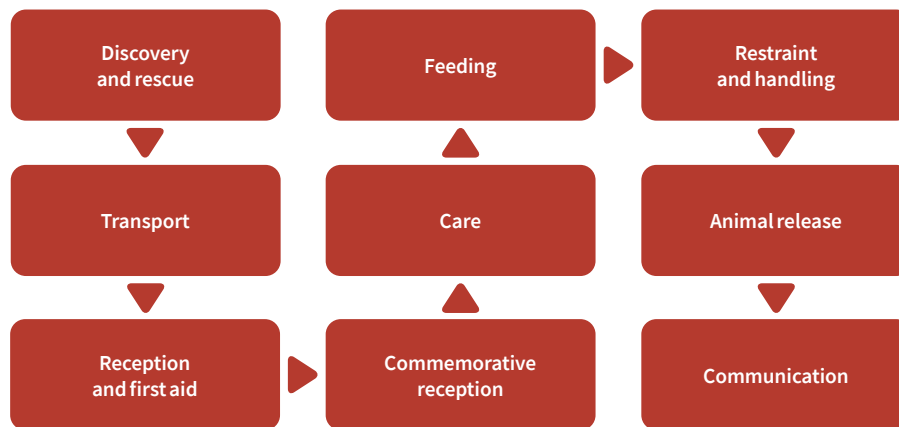 Discovery
and rescue
Transport
Reception
and first aid
Commemorative
reception
Care
Feeding
Restraint
and handling
Animal release
Communication